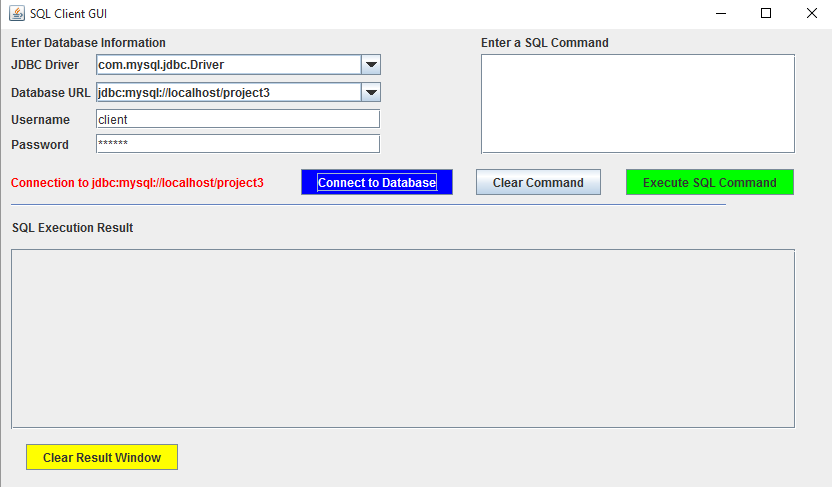 SQL Client GUI
Enter Database Information
Enter a SQL Command
JDBC Driver com.mysql.jdbc.Driver
Database URL jdbc:mysql://localhost/project3
Username client
Password ******
Connection to jdbc:mysql://localhost/project3 Connect to Database Clear Command Execute SQL Command
SQL Execution Result
Clear Result Window